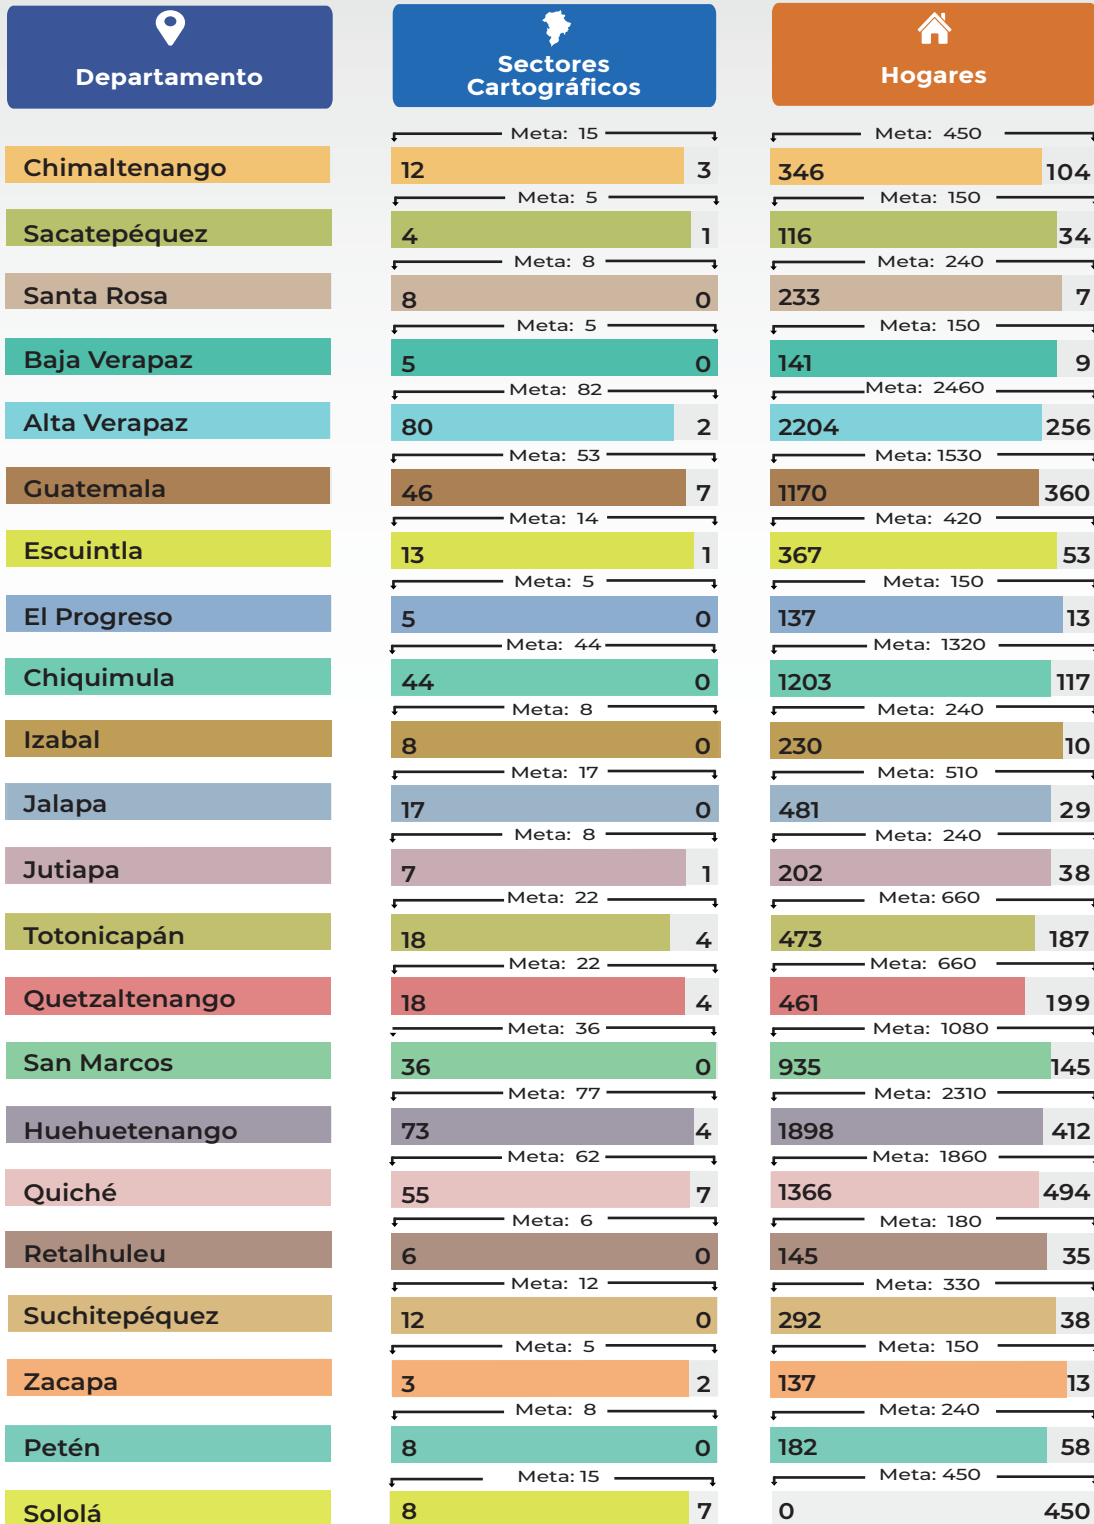 Departamento
Sectores
Cartográficos
Hogares
Meta: 15
Meta: 450
Chimaltenango
12
3
346
104
Meta: 5
Meta: 150
Sacatepéquez
4
1
116
34
Meta: 8
Meta: 240
Santa Rosa
8
0
233
7
Meta: 5
Meta: 150
Baja Verapaz
5
0
141
9
Meta: 82
Meta: 2460
Alta Verapaz
80
2
2204
256
Meta: 53
Meta: 1530
Guatemala
46
7
1170
360
Meta: 14
Meta: 420
Escuintla
13
1
367
53
Meta: 5
Meta: 150
El Progreso
5
0
137
13
Meta: 44
Meta: 1320
Chiquimula
44
0
1203
117
Meta: 8
Meta: 240
Izabal
8
0
230
10
Meta: 17
Meta: 510
Jalapa
17
0
481
29
Meta: 8
Meta: 240
Jutiapa
7
1
202
38
Meta: 22
Meta: 660
Totonicapán
18
4
473
187
Meta: 22
Meta: 660
Quetzaltenango
18
4
461
199
Meta: 36
Meta: 1080
San Marcos
36
0
935
145
Meta: 77
Meta: 2310
Huehuetenango
73
4
1898
412
Meta: 62
Meta: 1860
Quiché
55
7
1366
494
Meta: 6
Meta: 180
Retalhuleu
6
0
145
35
Meta: 12
Meta: 330
Suchitepéquez
12
0
292
38
Meta: 5
Meta: 150
Zacapa
3
2
137
13
Meta: 8
Meta: 240
Petén
8
0
182
58
Meta: 15
Meta: 450
Sololá
8
7
0
450